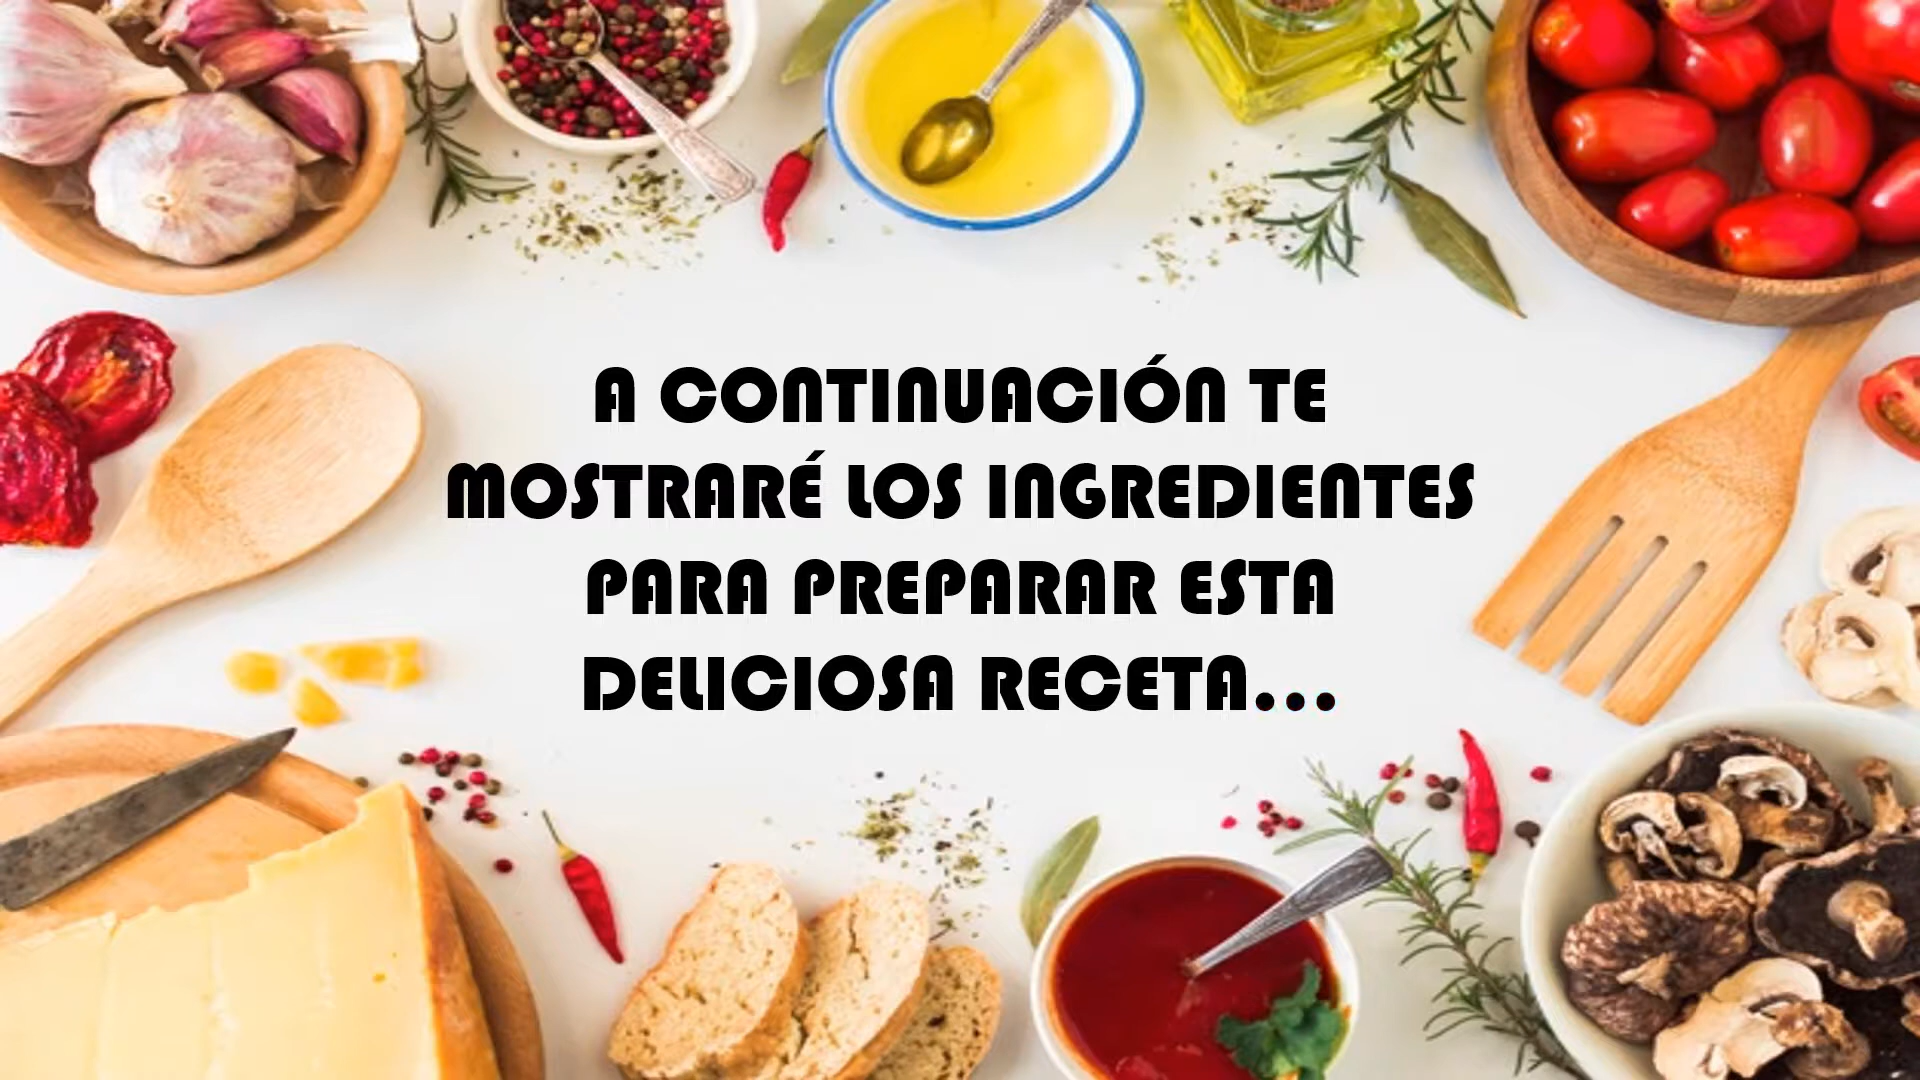 A CONTINUACIÓN TE
MOSTRARÉ LOS INGREDIENTES
PARA PREPARAR ESTA
DELICIOSA RECETA...